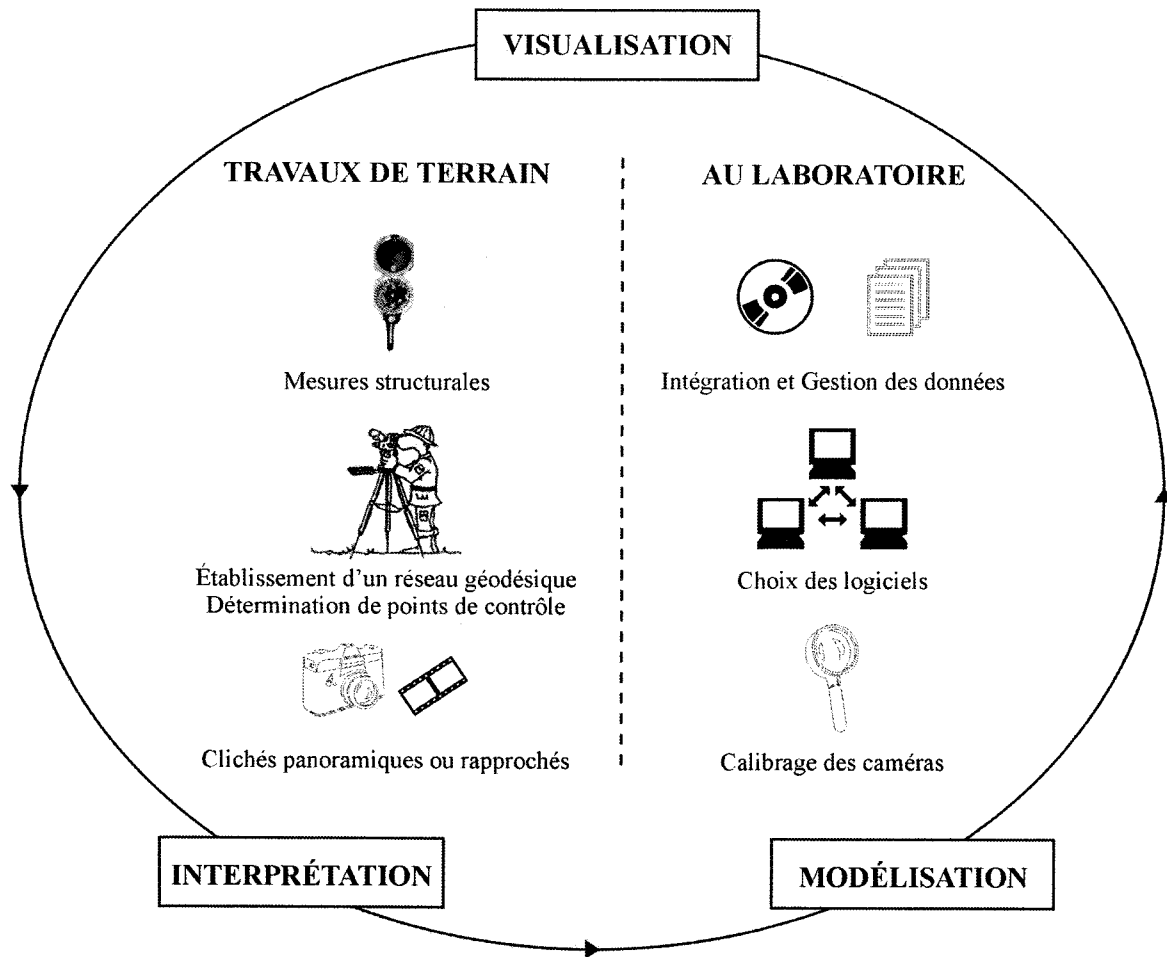 VISUALISATION
TRAVAUX DE TERRAIN
Mesures structurales
Établissement d'un réseau géodésique
Détermination de points de contrôle
Clichés panoramiques ou rapprochés
AU LABORATOIRE
Intégration et Gestion des données
Choix des logiciels
Calibrage des caméras
INTERPRÉTATION
MODÉLISATION